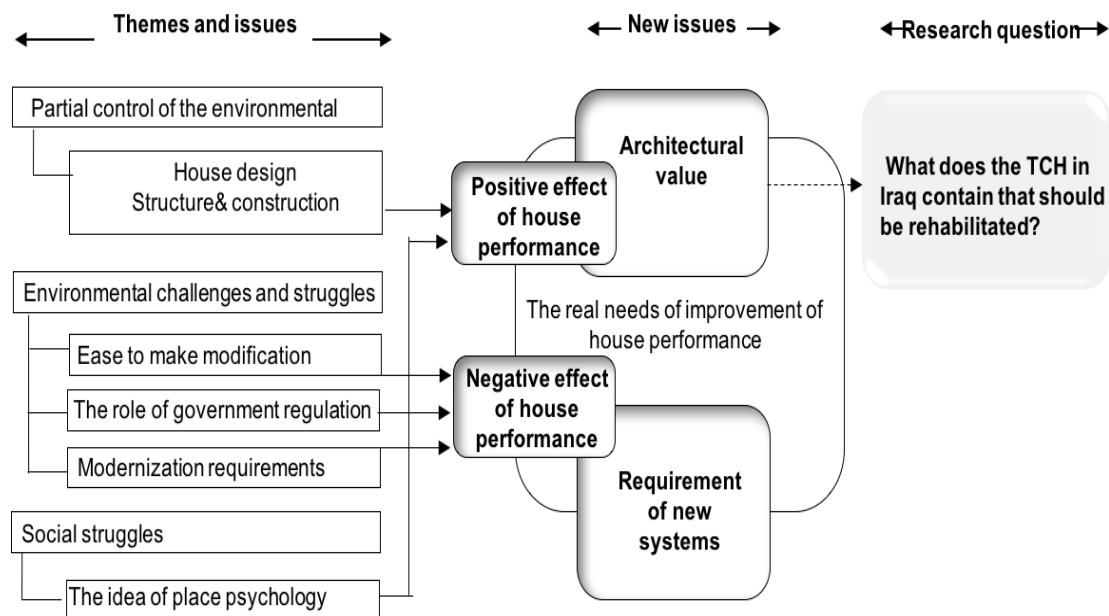 Themes and issues
New issues
Research question
Partial control of the environmental
House design
Structure& construction
Environmental challenges and struggles
Ease to make modification
The role of government regulation
Modernization requirements
Social struggles
The idea of place psychology
Positive effect
of house
performance
Negative effect
of house
performance
Architectural
value
The real needs of improvement of
house performance
Requirement
of new
systems
What does the TCH in
Iraq contain that should
be rehabilitated?